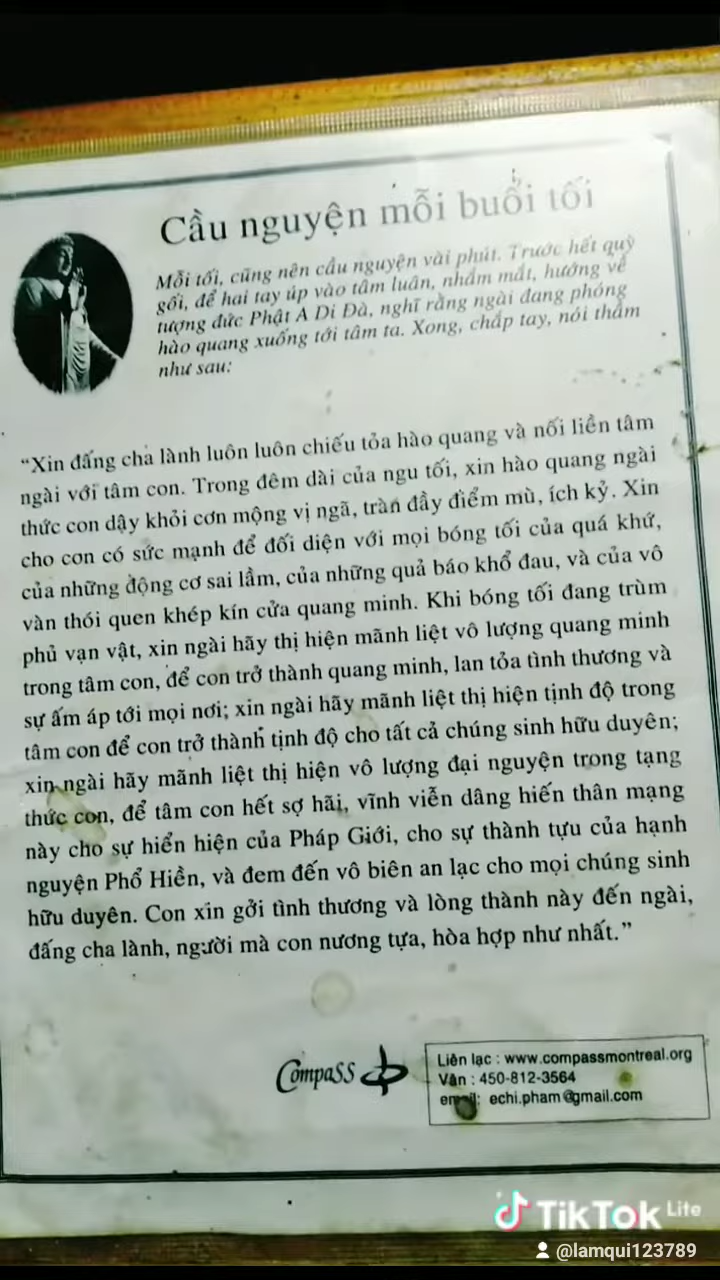 Cầu nguyện mỗi buổi tối
Mỗi tối, cũng nên cầu nguyện vài phút. Trước hết quỳ
gối, để hai tay úp vào tâm luân, nhắm mắt, hướng về
tượng đức Phật A Di Đà, nghĩ rằng ngài đang phóng
hào quang xuống tới tâm ta. Xong, chắp tay, nói thầm
như sau:
“Xin đấng cha lành luôn luôn chiếu tỏa hào quang và nối liền tâm
ngài với tâm con. Trong đêm dài của ngu tối, xin hào quang ngài
thức con dậy khỏi cơn mộng vị ngã, tràn đầy điểm mù, ích kỷ. Xin
cho con có sức mạnh để đối diện với mọi bóng tối của quá khứ,
của những động cơ sai lầm, của những quả báo khổ đau, và của vô
vàn thói quen khép kín cửa quang minh. Khi bóng tối đang trùm
phủ vạn vật, xin ngài hãy thị hiện mãnh liệt vô lượng quang minh
trong tâm con, để con trở thành quang minh, lan tỏa tình thương và
sự ấm áp tới mọi nơi; xin ngài hãy mãnh liệt thị hiện tịnh độ trong
tâm con để con trở thành tịnh độ cho tất cả chúng sinh hữu duyên;
xin ngài hãy mãnh liệt thị hiện vô lượng đại nguyện trong tạng
thức con, để tâm con hết sợ hãi, vĩnh viễn dâng hiến thân mạng
này cho sự hiển hiện của Pháp Giới, cho sự thành tựu của hạnh
nguyện Phổ Hiền, và đem đến vô biên an lạc cho mọi chúng sinh
hữu duyên. Con xin gởi tình thương và lòng thành này đến ngài,
đấng cha lành, người mà con nương tựa, hòa hợp như nhất.”
Compass
Liên lạc : www.compassmontreal.org
Vân : 450-812-3564
email: echi.pham@gmail.com
TikTok Lite
@lamqui123789